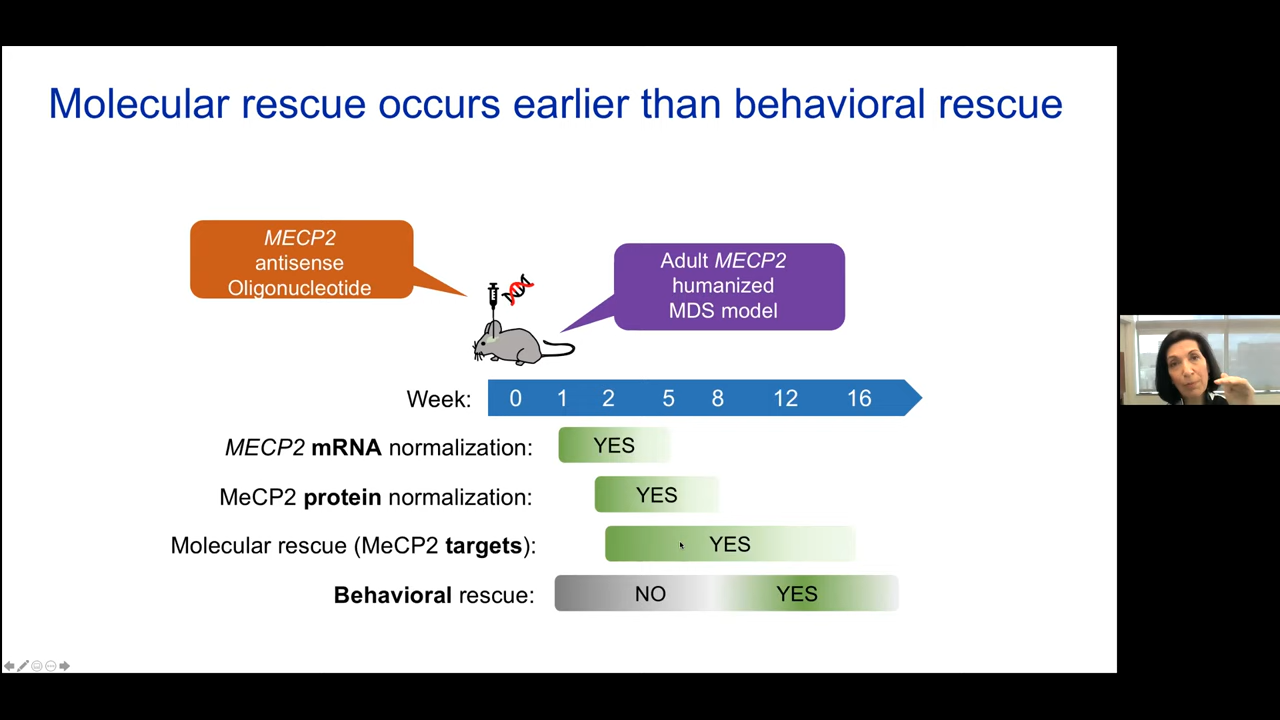 Molecular rescue occurs earlier than behavioral rescue
MECP2
antisense
Oligonucleotide
Adult MECP2
humanized
MDS model
Week: 0 1 2 5 8 12 16
MECP2 mRNA normalization: YES
MeCP2 protein normalization: YES
Molecular rescue (MeCP2 targets): YES
Behavioral rescue: NO YES